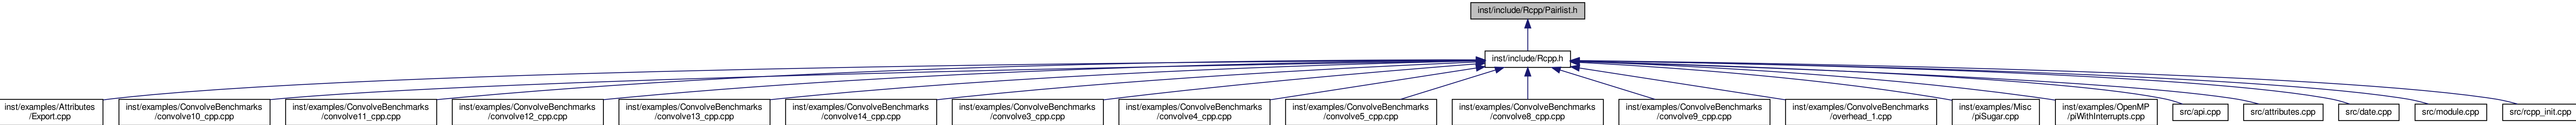 inst/include/Rcpp/Pairlist.h
inst/include/Rcpp.h
inst/examples/Attributes
/Export.cpp
inst/examples/ConvolveBenchmarks
/convolve10_cpp.cpp
inst/examples/ConvolveBenchmarks
/convolve11_cpp.cpp
inst/examples/ConvolveBenchmarks
/convolve12_cpp.cpp
inst/examples/ConvolveBenchmarks
/convolve13_cpp.cpp
inst/examples/ConvolveBenchmarks
/convolve14_cpp.cpp
inst/examples/ConvolveBenchmarks
/convolve3_cpp.cpp
inst/examples/ConvolveBenchmarks
/convolve4_cpp.cpp
inst/examples/ConvolveBenchmarks
/convolve5_cpp.cpp
inst/examples/ConvolveBenchmarks
/convolve8_cpp.cpp
inst/examples/ConvolveBenchmarks
/convolve9_cpp.cpp
inst/examples/ConvolveBenchmarks
/overhead_1.cpp
inst/examples/Misc
/piSugar.cpp
inst/examples/OpenMP
/piWithInterrupts.cpp
src/api.cpp
src/attributes.cpp
src/date.cpp
src/module.cpp
src/rcpp_init.cpp